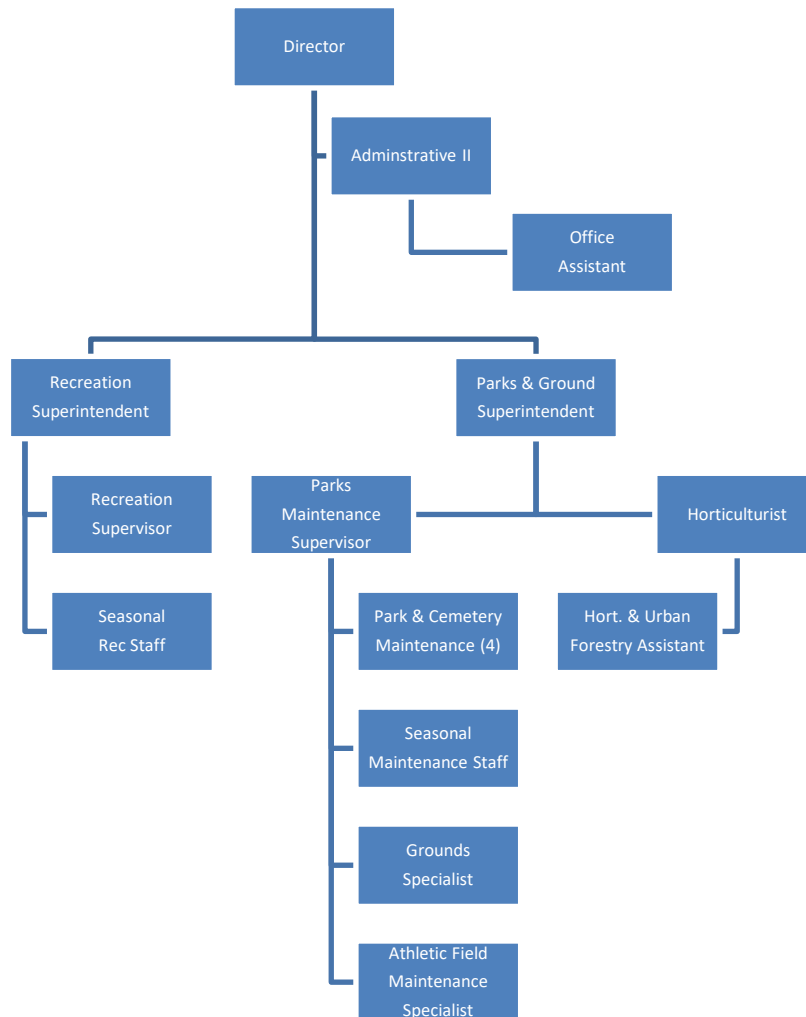 Director
Adminstrative II
Office
Assistant
Recreation
Superintendent
Parks & Ground
Superintendent
Recreation
Supervisor
Parks
Maintenance
Supervisor
Horticulturist
Seasonal
Rec Staff
Park & Cemetery
Maintenance (4)
Hort. & Urban
Forestry Assistant
Seasonal
Maintenance Staff
Grounds
Specialist
Athletic Field
Maintenance
Specialist